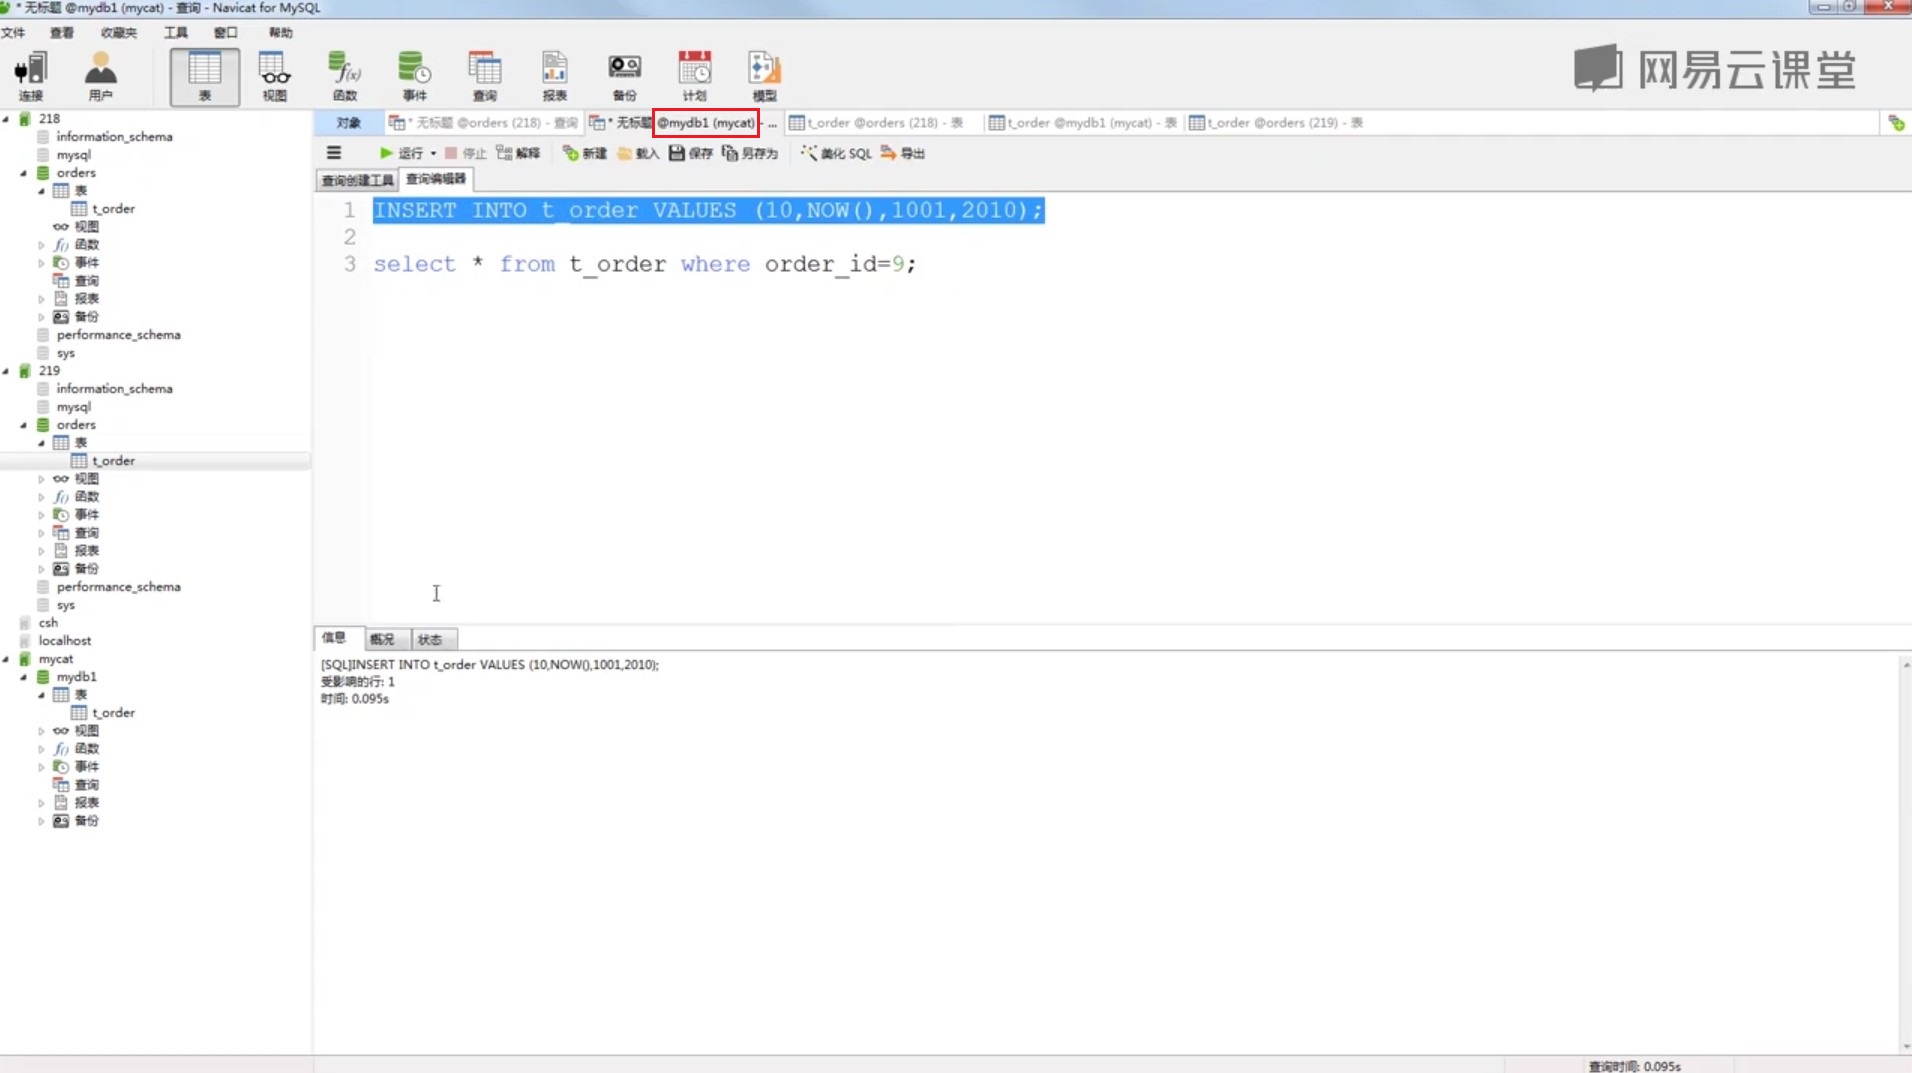 * 无标题 @mydb1 (mycat) - 查询 - Navicat for MySQL
文件 查看 收藏夹 工具 窗口 帮助
连接 用户 表 视图 函数 事件 查询 报表 备份 计划 模型
网易云课堂
对象 * 无标题 @orders (218) - 查询 * 无标题 @mydb1 (mycat) - ... t_order @orders (218) - 表 t_order @mydb1 (mycat) - 表 t_order @orders (219) - 表
运行 停止 解释 新建 载入 保存 另存为 美化 SQL 导出
查询创建工具 查询编辑器
1 INSERT INTO t_order VALUES (10,NOW(),1001,2010);
2
3 select * from t_order where order_id=9;
218
information_schema
mysql
orders
表
t_order
视图
函数
事件
查询
报表
备份
performance_schema
sys
219
information_schema
mysql
orders
表
t_order
视图
函数
事件
查询
报表
备份
performance_schema
sys
csh
localhost
mycat
mydb1
表
t_order
视图
函数
事件
查询
报表
备份
信息 概况 状态
[SQL]INSERT INTO t_order VALUES (10,NOW(),1001,2010);
受影响的行: 1
时间: 0.095s
查询时间: 0.095s